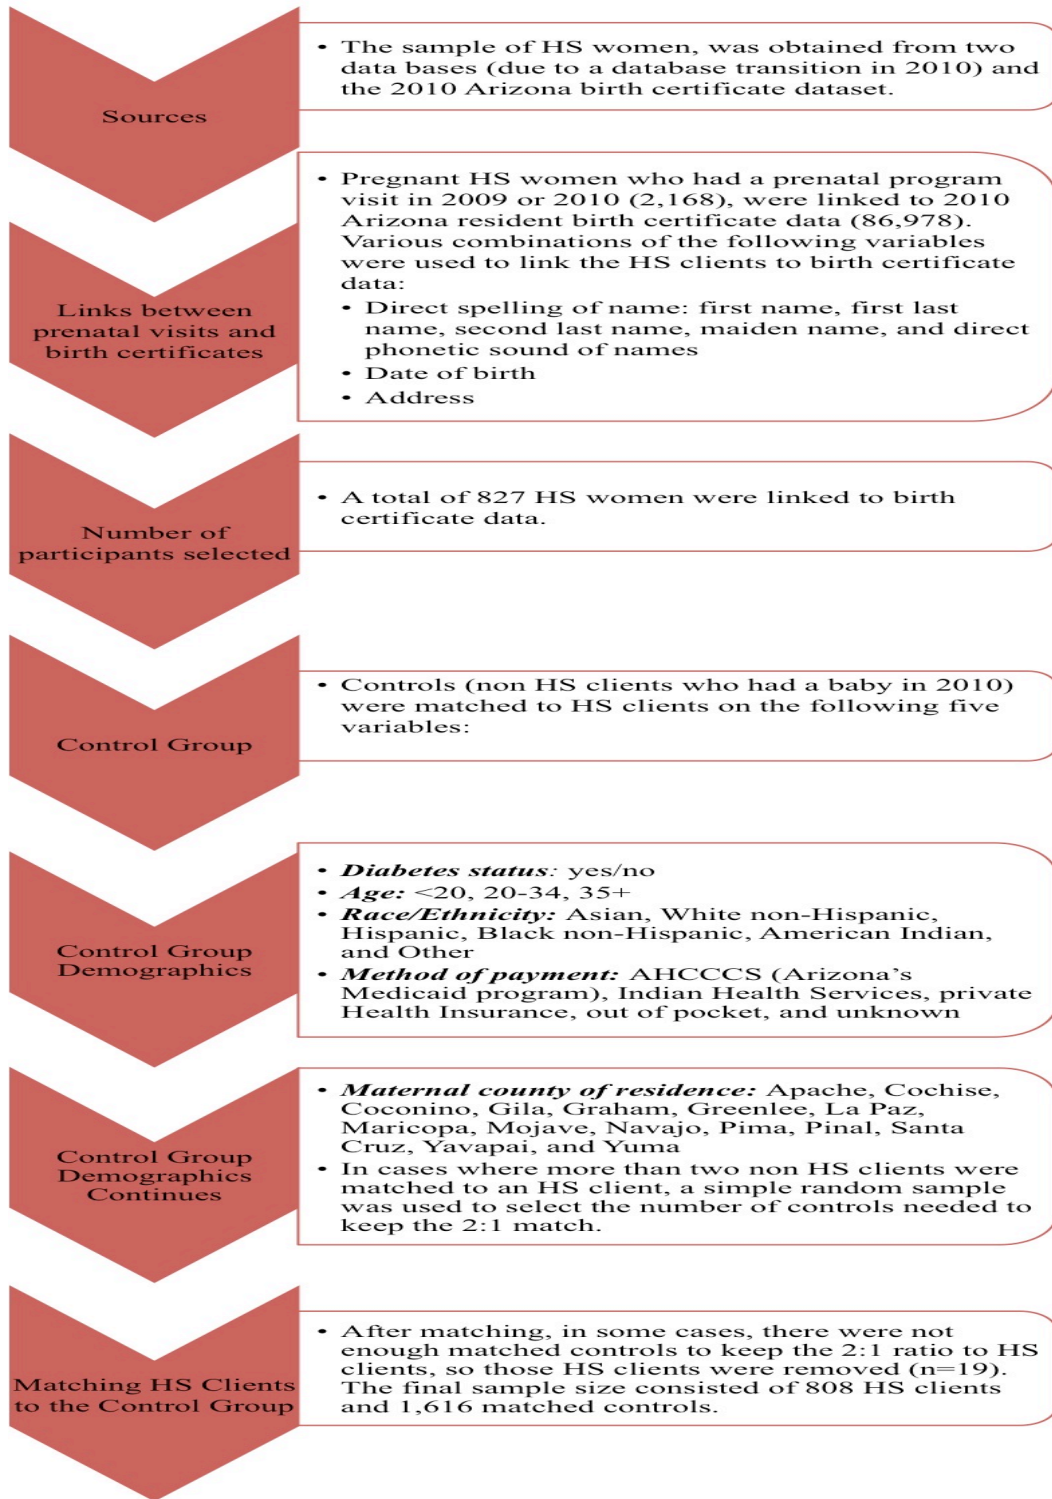 Sources
• The sample of HS women, was obtained from two
data bases (due to a database transition in 2010) and
the 2010 Arizona birth certificate dataset.
Links between
prenatal visits and
birth certificates
• Pregnant HS women who had a prenatal program
visit in 2009 or 2010 (2,168), were linked to 2010
Arizona resident birth certificate data (86,978).
Various combinations of the following variables
were used to link the HS clients to birth certificate
data:
• Direct spelling of name: first name, first last
name, second last name, maiden name, and direct
phonetic sound of names
• Date of birth
• Address
Number of
participants selected
• A total of 827 HS women were linked to birth
certificate data.
Control Group
• Controls (non HS clients who had a baby in 2010)
were matched to HS clients on the following five
variables:
Control Group
Demographics
• Diabetes status: yes/no
• Age: <20, 20-34, 35+
• Race/Ethnicity: Asian, White non-Hispanic,
Hispanic, Black non-Hispanic, American Indian,
and Other
• Method of payment: AHCCCS (Arizona’s
Medicaid program), Indian Health Services, private
Health Insurance, out of pocket, and unknown
Control Group
Demographics
Continues
• Maternal county of residence: Apache, Cochise,
Coconino, Gila, Graham, Greenlee, La Paz,
Maricopa, Mojave, Navajo, Pima, Pinal, Santa
Cruz, Yavapai, and Yuma
• In cases where more than two non HS clients were
matched to an HS client, a simple random sample
was used to select the number of controls needed to
keep the 2:1 match.
Matching HS Clients
to the Control Group
• After matching, in some cases, there were not
enough matched controls to keep the 2:1 ratio to HS
clients, so those HS clients were removed (n=19).
The final sample size consisted of 808 HS clients
and 1,616 matched controls.